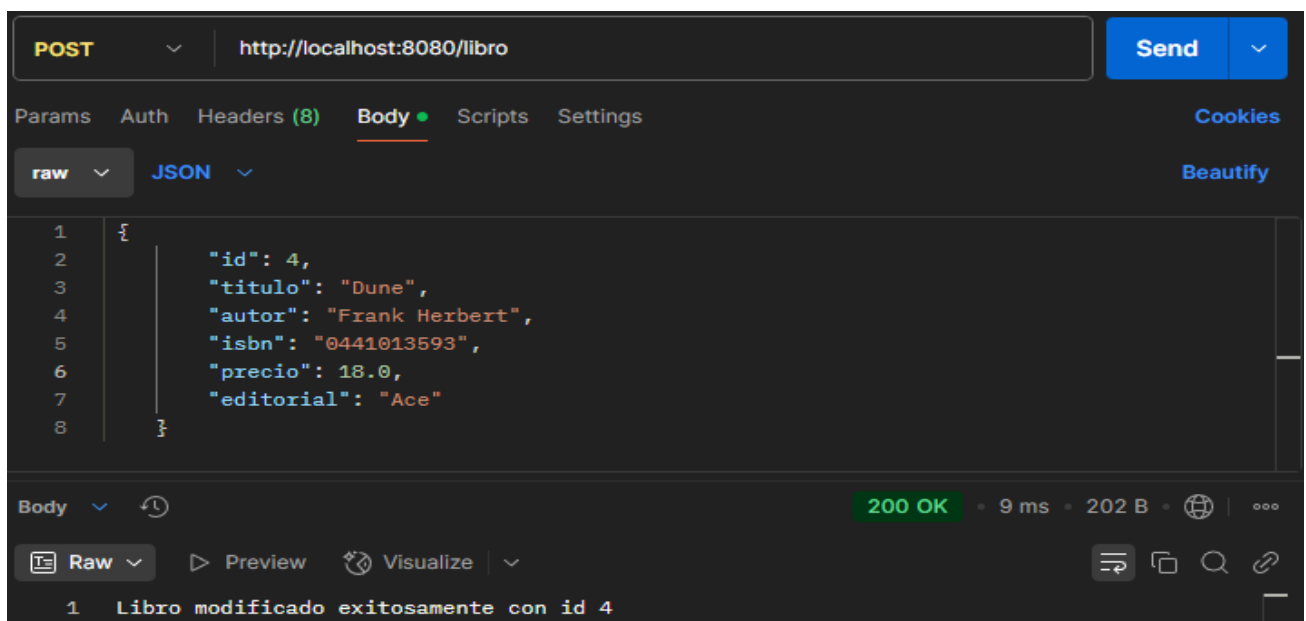 POST http://localhost:8080/libro Send
Params Auth Headers (8) Body Scripts Settings Cookies
raw JSON Beautify
1 {
2 "id": 4,
3 "titulo": "Dune",
4 "autor": "Frank Herbert",
5 "isbn": "0441013593",
6 "precio": 18.0,
7 "editorial": "Ace"
8 }
Body 200 OK • 9 ms • 202 B •
Raw Preview Visualize
1 Libro modificado exitosamente con id 4